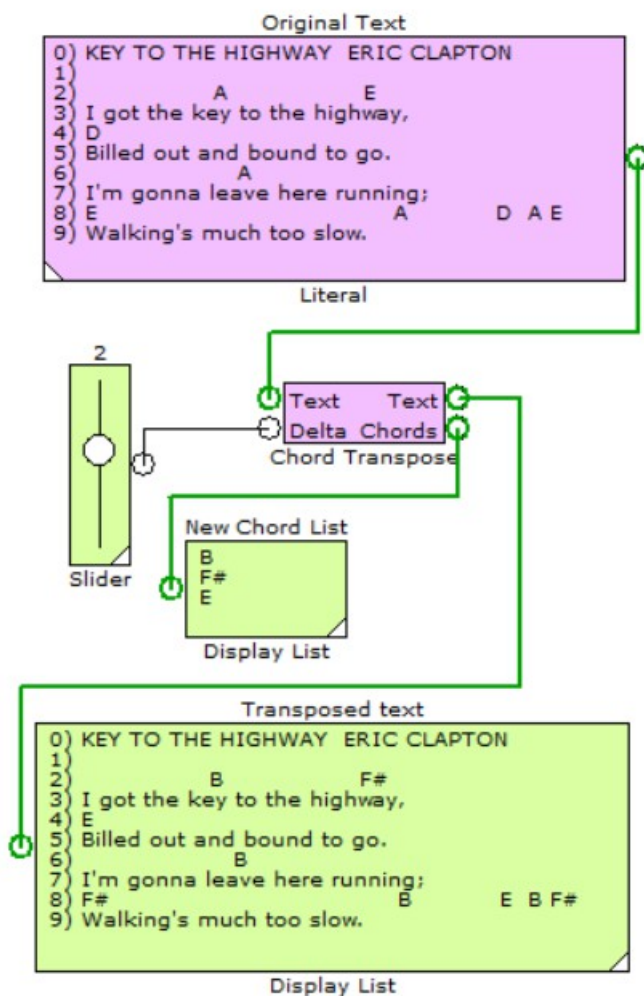 Original Text
0) KEY TO THE HIGHWAY  ERIC CLAPTON
1)
2)                A                 E
3) I got the key to the highway,
4) D
5) Billed out and bound to go.
6)                   A
7) I'm gonna leave here running;
8) E                                     A           D  A E
9) Walking's much too slow.
Literal
2
Slider
Text Text
Delta Chords
Chord Transpose
New Chord List
B
F#
E
Display List
Transposed text
0) KEY TO THE HIGHWAY  ERIC CLAPTON
1)
2)                B                 F#
3) I got the key to the highway,
4) E
5) Billed out and bound to go.
6)                   B
7) I'm gonna leave here running;
8) F#                                    B           E  B F#
9) Walking's much too slow.
Display List